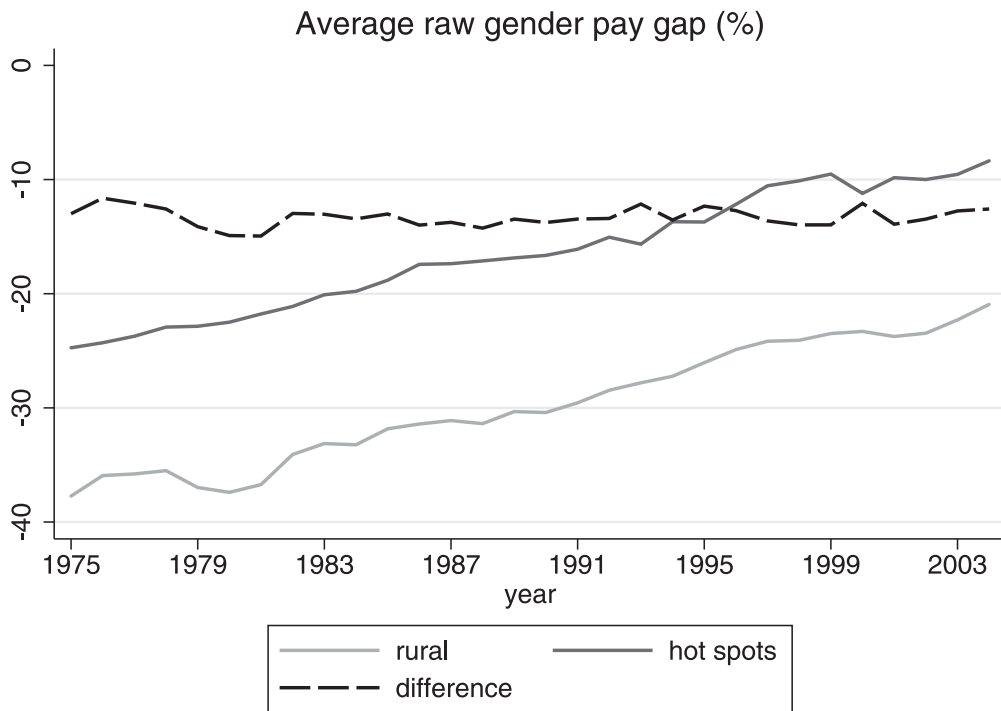 Average raw gender pay gap (%)
0
-10
-20
-30
-40
1975 1979 1983 1987 1991 1995 1999 2003
year
rural hot spots
difference